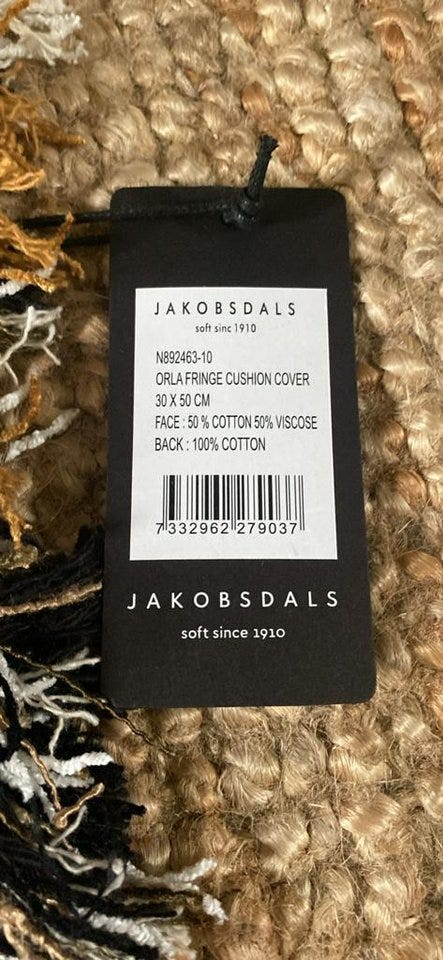 JAKOBSDALS
soft sinc 1910
N892463-10
ORLA FRINGE CUSHION COVER
30 X 50 CM
FACE : 50 % COTTON 50% VISCOSE
BACK : 100% COTTON
7 332962 279037
JAKOBSDALS
soft since 1910